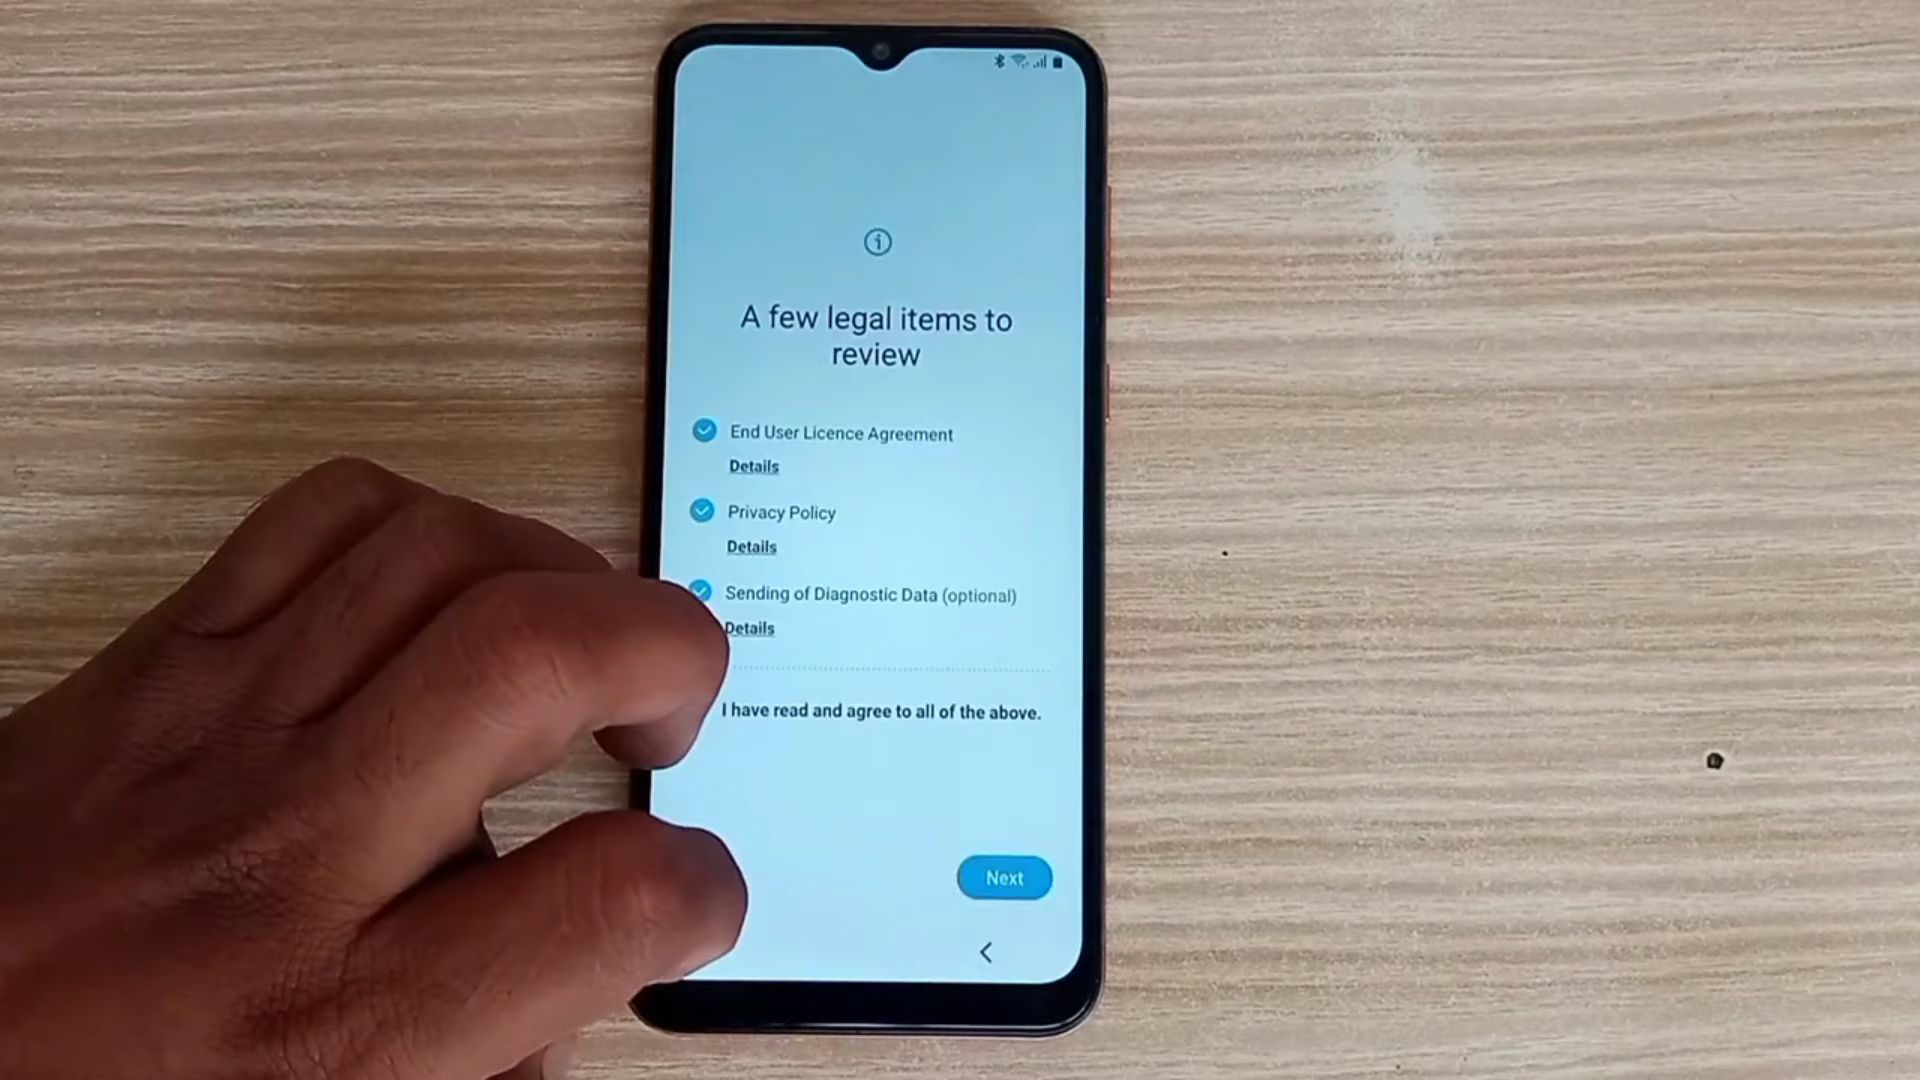 A few legal items to
review
End User Licence Agreement
Details
Privacy Policy
Details
Sending of Diagnostic Data (optional)
Details
I have read and agree to all of the above.
Next